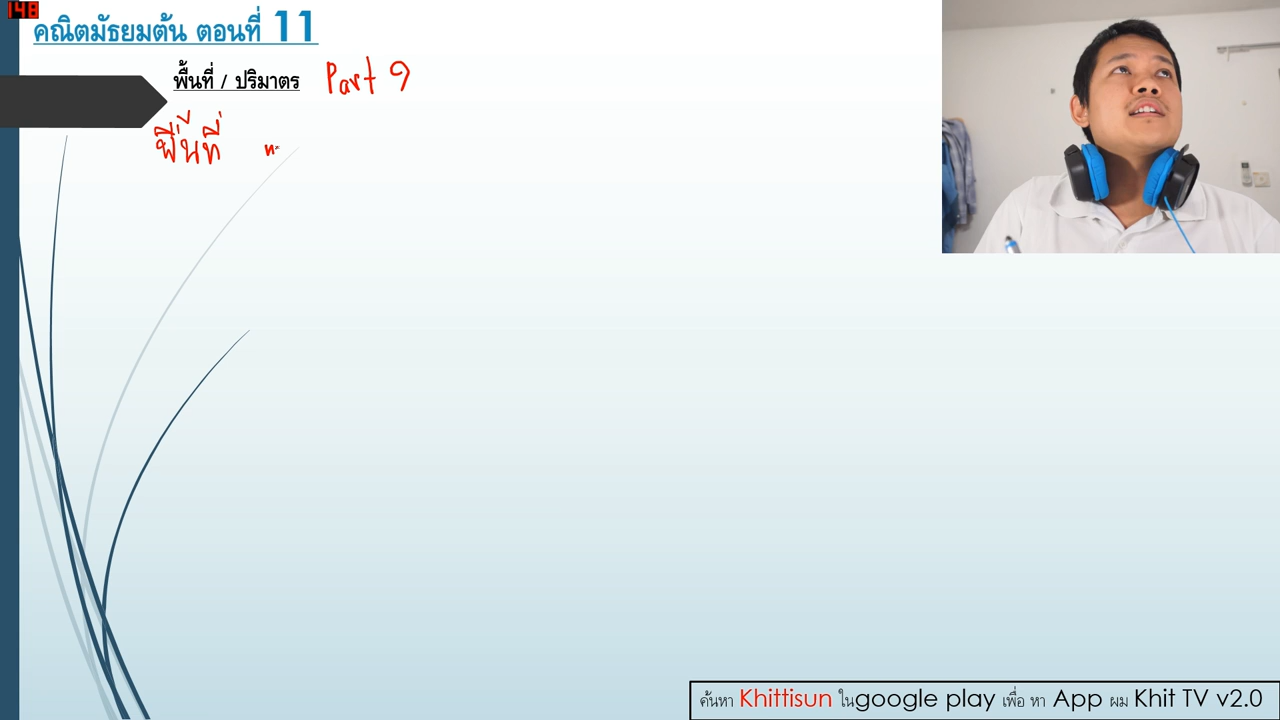 148
คณิตมัธยมต้น ตอนที่ 11
พื้นที่ / ปริมาตร Part 9
พื้นที่
ค้นหา Khittisun ในgoogle play เพื่อ หา App ผม Khit TV v2.0